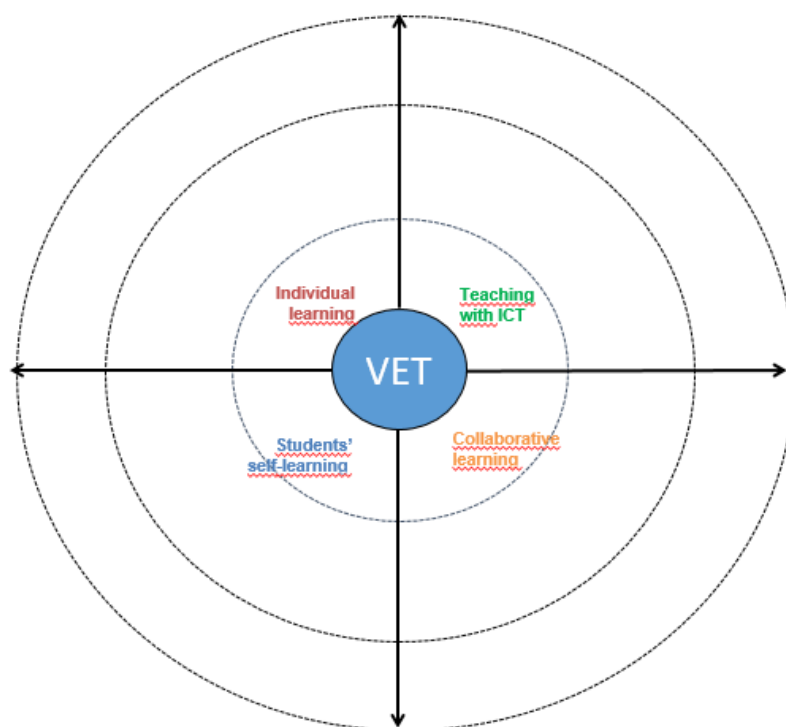 Individual
learning
Teaching
with ICT
VET
Students’
self-learning
Collaborative
learning